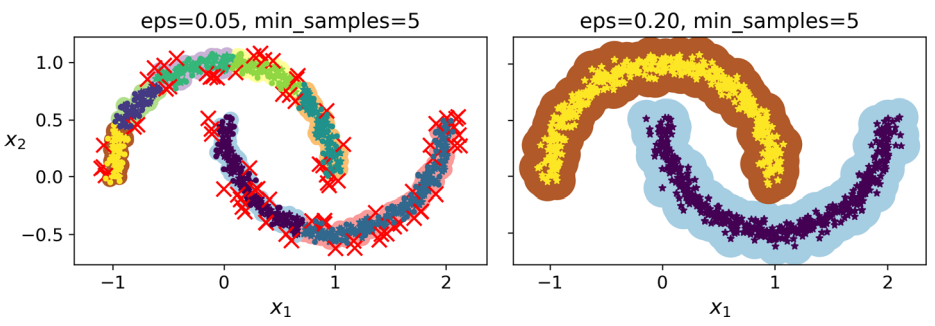 eps=0.05, min_samples=5
eps=0.20, min_samples=5
x2
1.0
0.5
0.0
−0.5
−1 0 1 2
−1 0 1 2
x1
x1